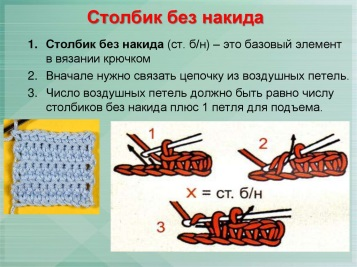 Столбик без накида
1. Столбик без накида (ст. б/н) – это базовый элемент
в вязании крючком
2. Вначале нужно связать цепочку из воздушных петель.
3. Число воздушных петель должно быть равно числу
столбиков без накида плюс 1 петля для подъема.
1
2
X = ст. б/н
3